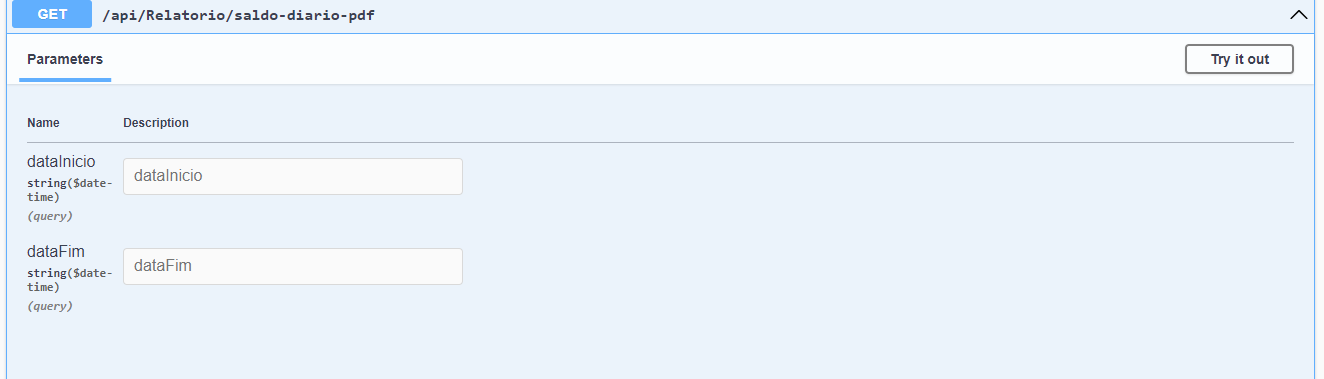 GET /api/Relatorio/saldo-diario-pdf
Parameters
Try it out
Name Description
dataInicio
string($date-
time)
(query)
dataInicio
dataFim
string($date-
time)
(query)
dataFim